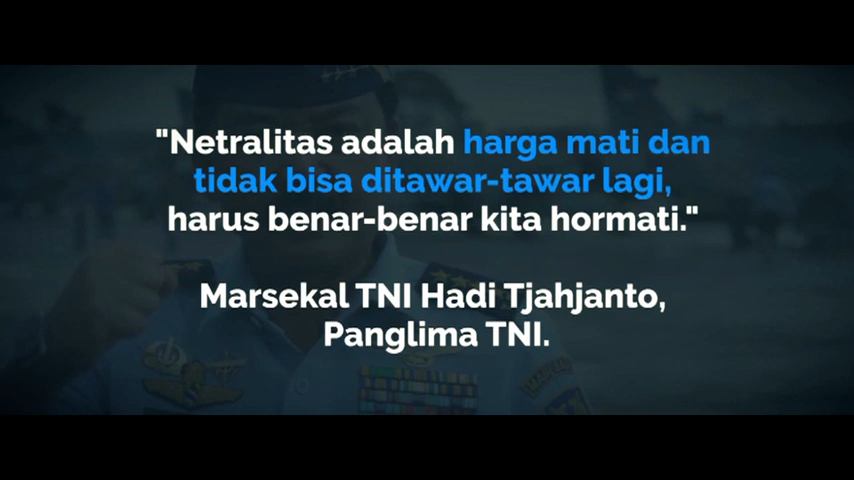 "Netralitas adalah harga mati dan
tidak bisa ditawar-tawar lagi,
harus benar-benar kita hormati."
Marsekal TNI Hadi Tjahjanto,
Panglima TNI.